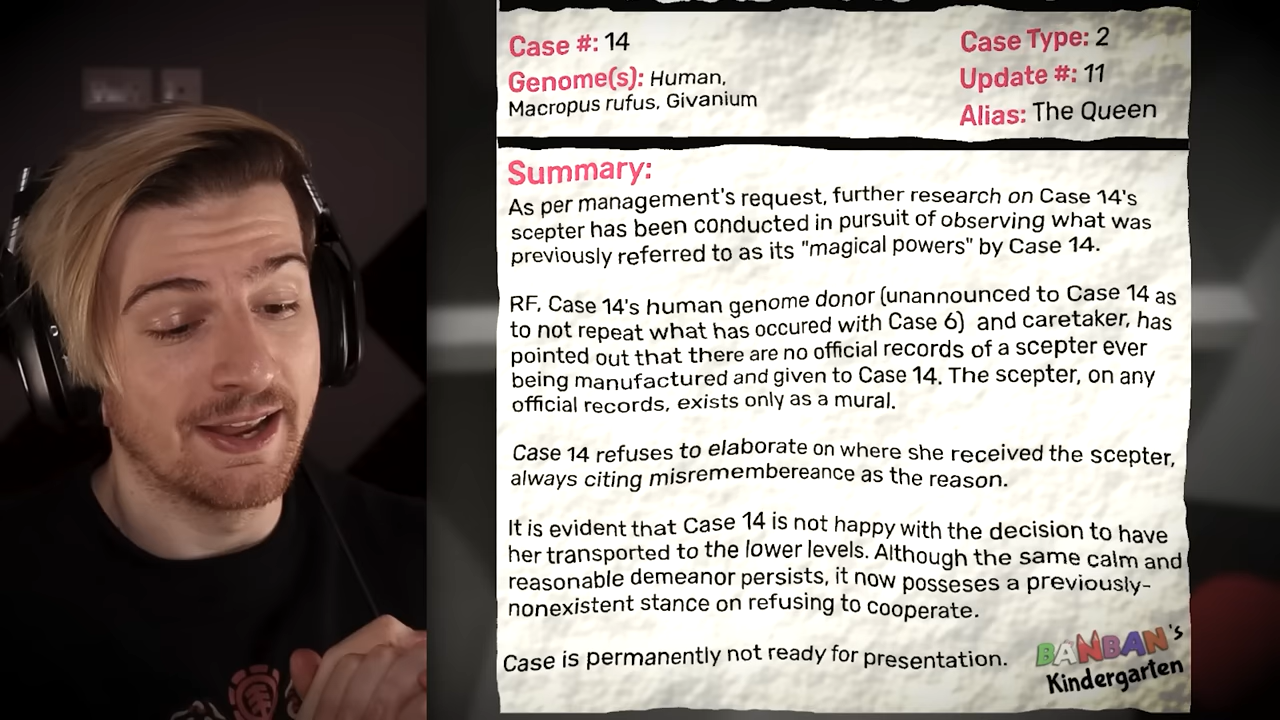 Case #: 14
Genome(s): Human,
Macropus rufus, Givanium
Case Type: 2
Update #: 11
Alias: The Queen
Summary:
As per management's request, further research on Case 14's
scepter has been conducted in pursuit of observing what was
previously referred to as its "magical powers" by Case 14.
RF, Case 14's human genome donor (unannounced to Case 14 as
to not repeat what has occured with Case 6) and caretaker, has
pointed out that there are no official records of a scepter ever
being manufactured and given to Case 14. The scepter, on any
official records, exists only as a mural.
Case 14 refuses to elaborate on where she received the scepter,
always citing misremembereance as the reason.
It is evident that Case 14 is not happy with the decision to have
her transported to the lower levels. Although the same calm and
reasonable demeanor persists, it now posseses a previously-
nonexistent stance on refusing to cooperate.
Case is permanently not ready for presentation.
BANBAN's
Kindergarten